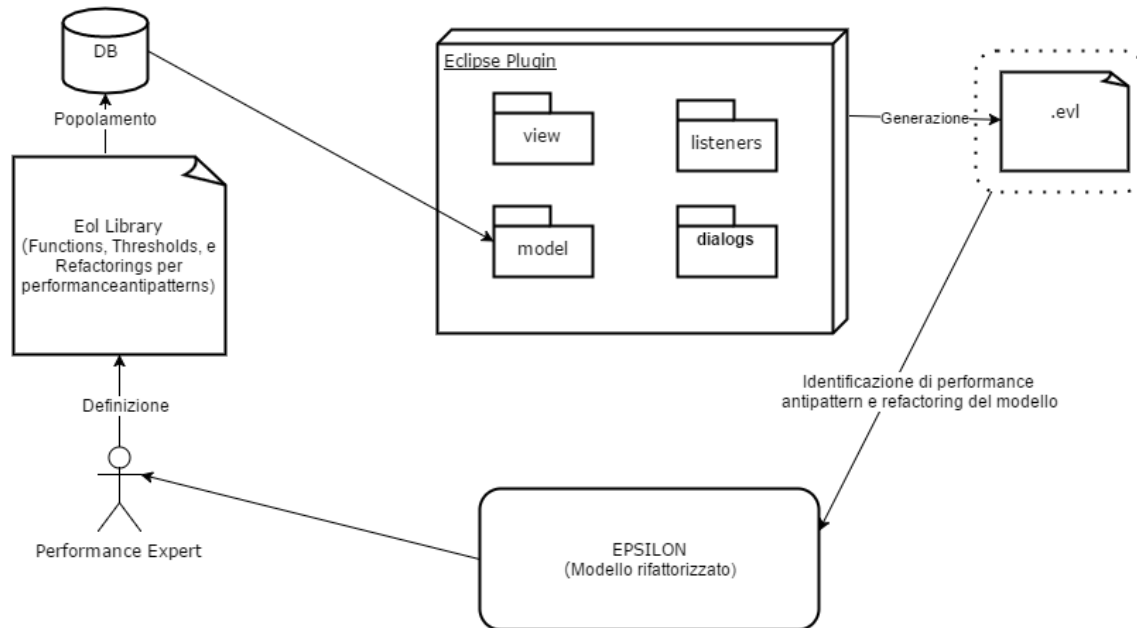 DB
Popolamento
Eol Library
(Functions, Thresholds, e
Refactorings per
performanceantipatterns)
Definizione
Performance Expert
Eclipse Plugin
view
listeners
model
dialogs
Generazione
.evl
Identificazione di performance
antipattern e refactoring del modello
EPSILON
(Modello rifattorizzato)